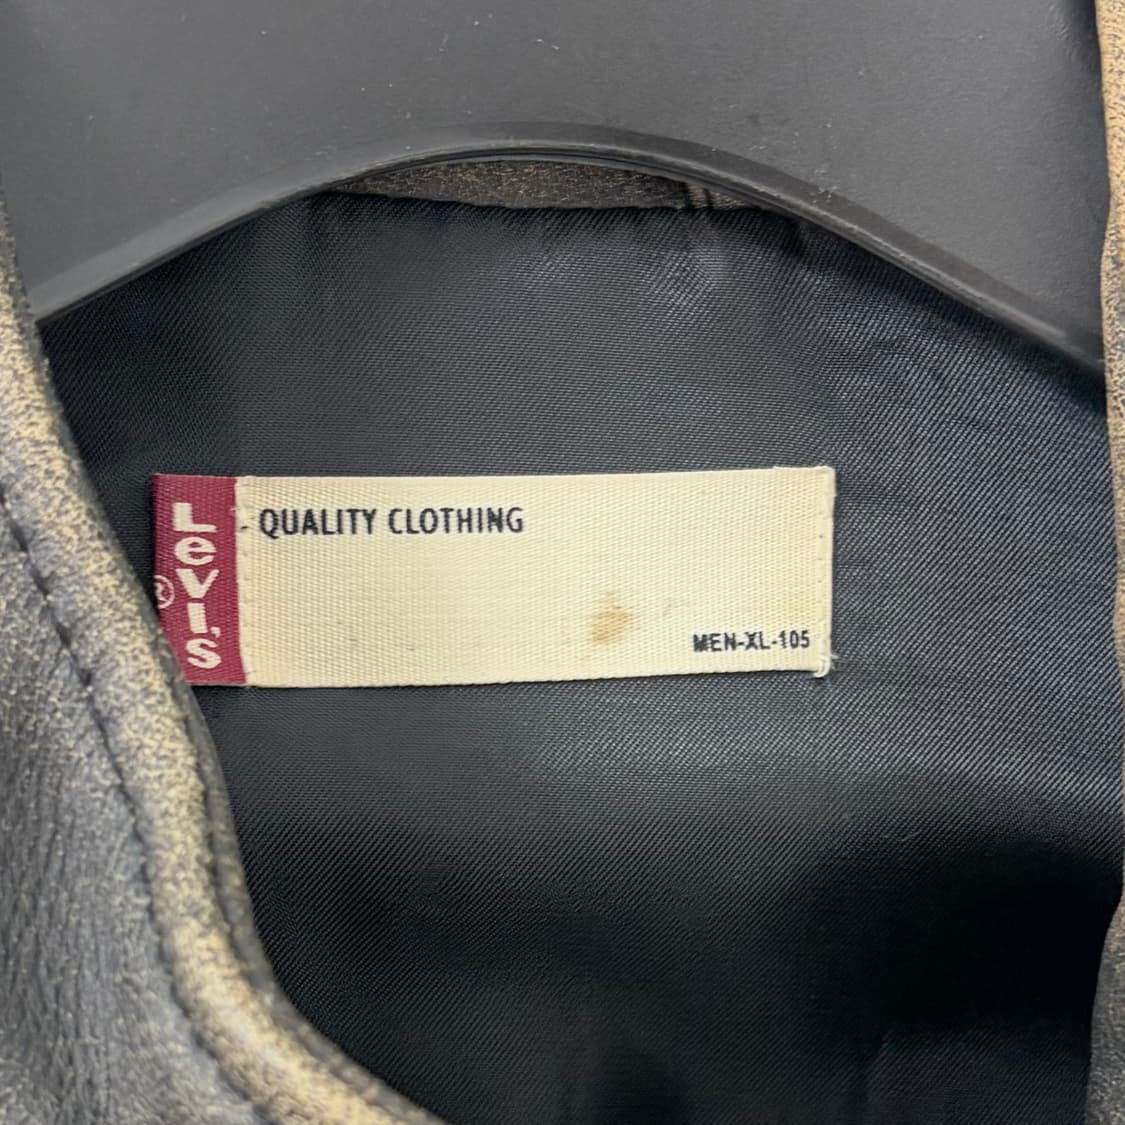 LeVI'S
®
QUALITY CLOTHING
MEN-XL-105